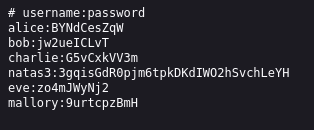 # username:password
alice:BYNdCesZqW
bob:jw2ueICLvT
charlie:G5vCxkVV3m
natas3:3gqisGdR0pjm6tpkDKdIWO2hSvchLeYH
eve:zo4mJWyNj2
mallory:9urtcpzBmH